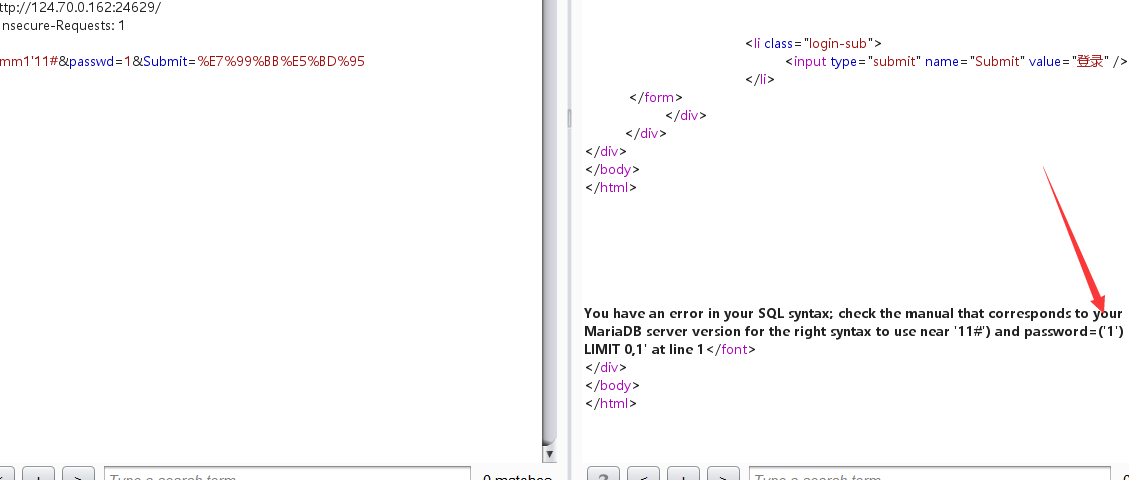 ttp://124.70.0.162:24629/
nsecure-Requests: 1
mm1'11#&passwd=1&Submit=%E7%99%BB%E5%BD%95
<li class="login-sub">
<input type="submit" name="Submit" value="登录" />
</li>
</form>
</div>
</div>
</div>
</body>
</html>
You have an error in your SQL syntax; check the manual that corresponds to your
MariaDB server version for the right syntax to use near '11#') and password=('1')
LIMIT 0,1' at line 1</font>
</div>
</body>
</html>
< + > Type a search term 0 matches
? < + > Type a search term 0